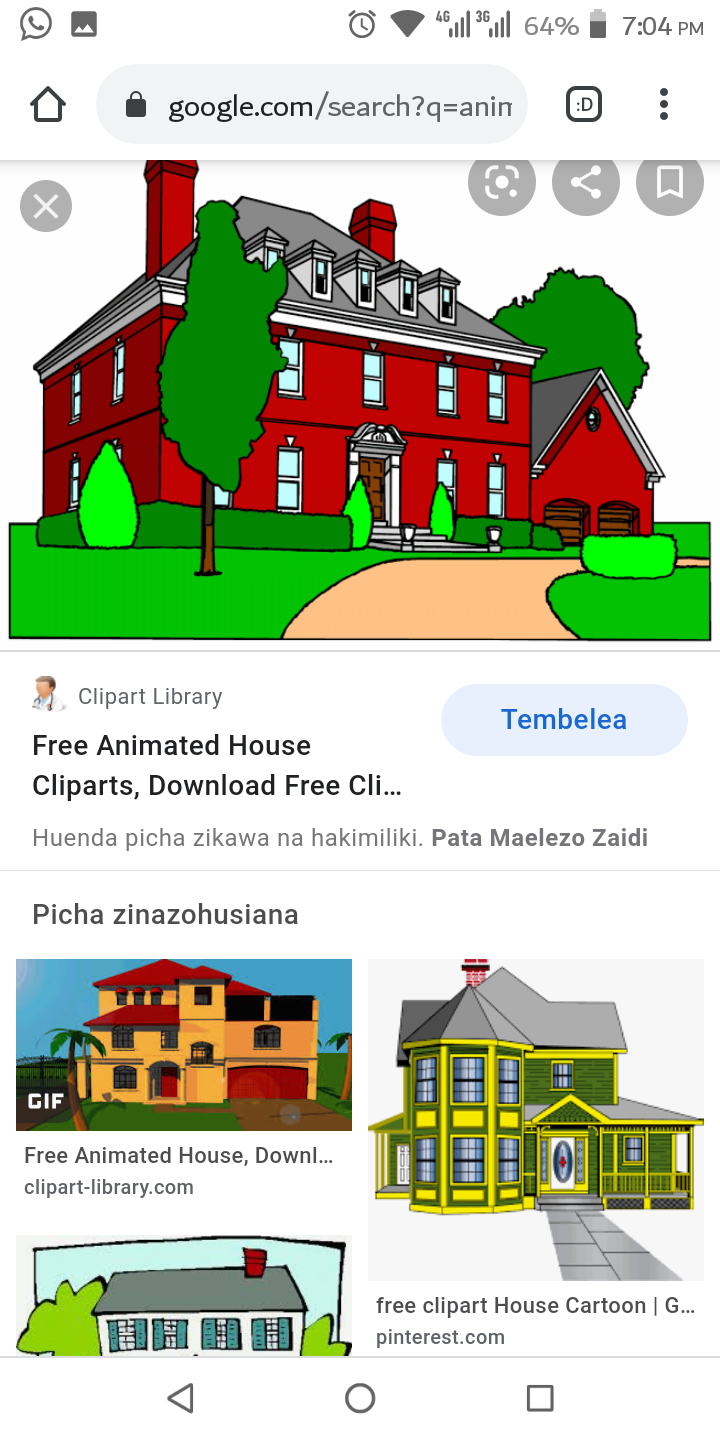 4G 3G 64% 7:04 PM
google.com/search?q=anim
:D
Clipart Library
Tembelea
Free Animated House
Cliparts, Download Free Cli...
Huenda picha zikawa na hakimiliki. Pata Maelezo Zaidi
Picha zinazohusiana
GIF
Free Animated House, Downl...
clipart-library.com
free clipart House Cartoon | G...
pinterest.com